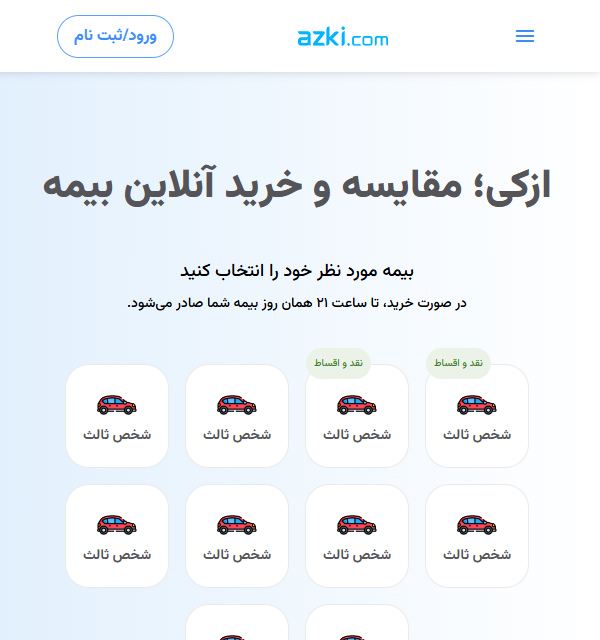 azki.com
ورود/ثبت نام
ازکی؛ مقایسه و خرید آنلاین بیمه
بیمه مورد نظر خود را انتخاب کنید
در صورت خرید، تا ساعت ۲۱ همان روز بیمه شما صادر می‌شود.
نقد و اقساط
نقد و اقساط
شخص ثالث
شخص ثالث
شخص ثالث
شخص ثالث
شخص ثالث
شخص ثالث
شخص ثالث
شخص ثالث